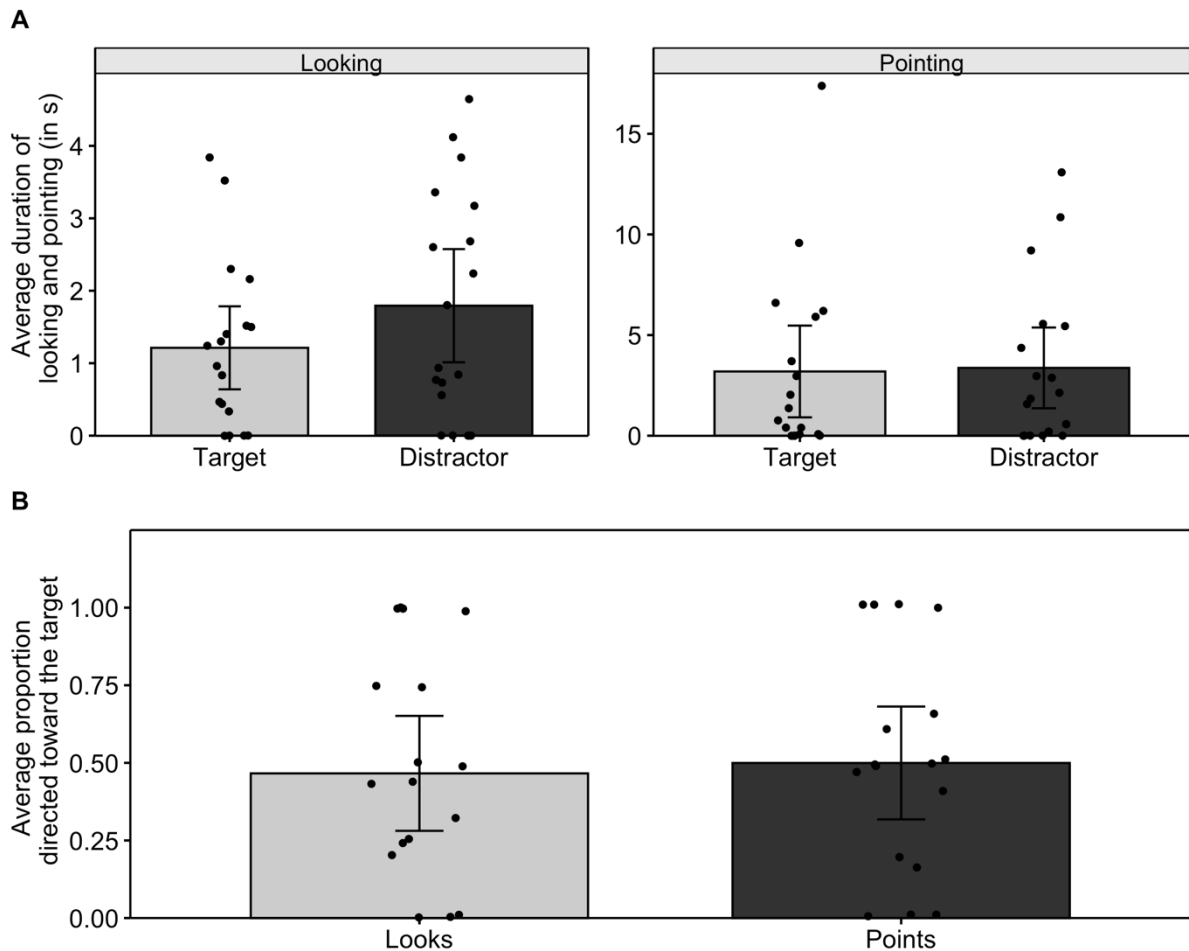 A
Looking
Pointing
Average duration of
looking and pointing (in s)
4
3
2
1
0
15
10
5
0
Target
Distractor
Target
Distractor
B
Average proportion
directed toward the target
1.00
0.75
0.50
0.25
0.00
Looks
Points